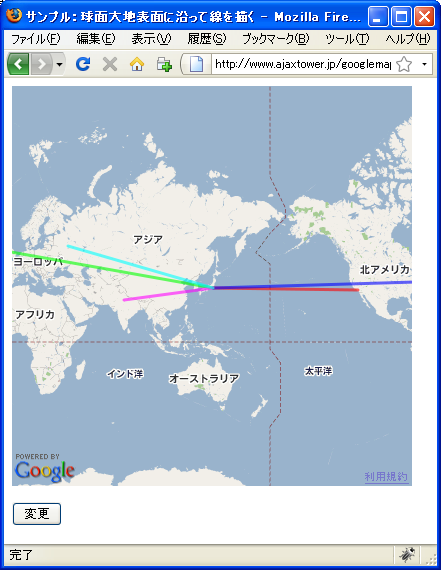 サンプル：球面大地表面に沿って線を描く - Mozilla Fire...
ファイル(F) 編集(E) 表示(V) 履歴(S) ブックマーク(B) ツール(T) ヘルプ(H)
http://www.ajaxtower.jp/googlemap
アジア
ヨーロッパ
北アメリカ
アフリカ
インド洋
オーストラリア
太平洋
POWERED BY
Google
利用規約
変更
完了